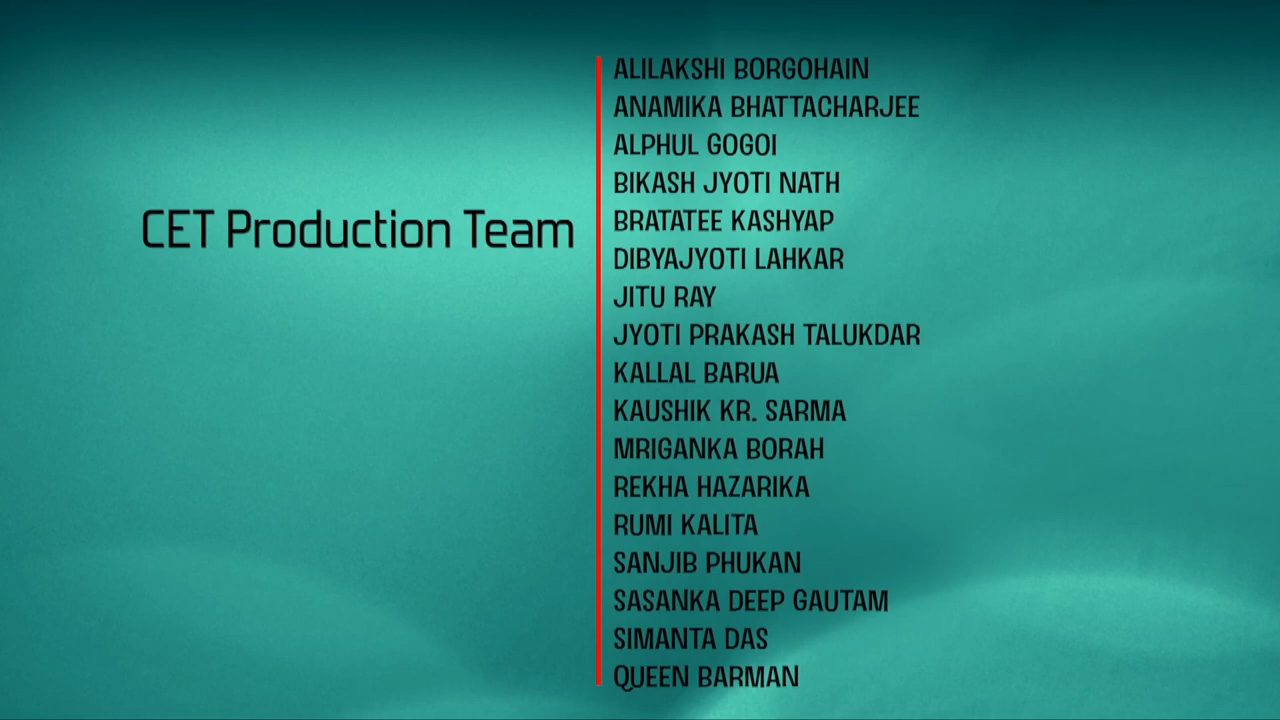 CET Production Team
ALILAKSHI BORGOHAIN
ANAMIKA BHATTACHARJEE
ALPHUL GOGOI
BIKASH JYOTI NATH
BRATATEE KASHYAP
DIBYAJYOTI LAHKAR
JITU RAY
JYOTI PRAKASH TALUKDAR
KALLAL BARUA
KAUSHIK KR. SARMA
MRIGANKA BORAH
REKHA HAZARIKA
RUMI KALITA
SANJIB PHUKAN
SASANKA DEEP GAUTAM
SIMANTA DAS
QUEEN BARMAN